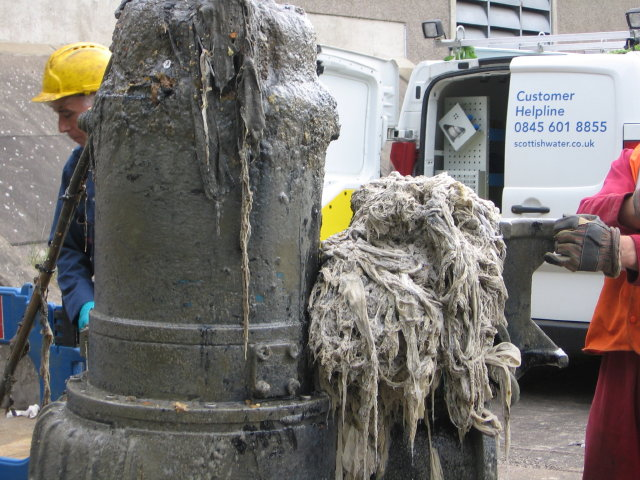 Customer
Helpline
0845 601 8855
scottishwater.co.uk